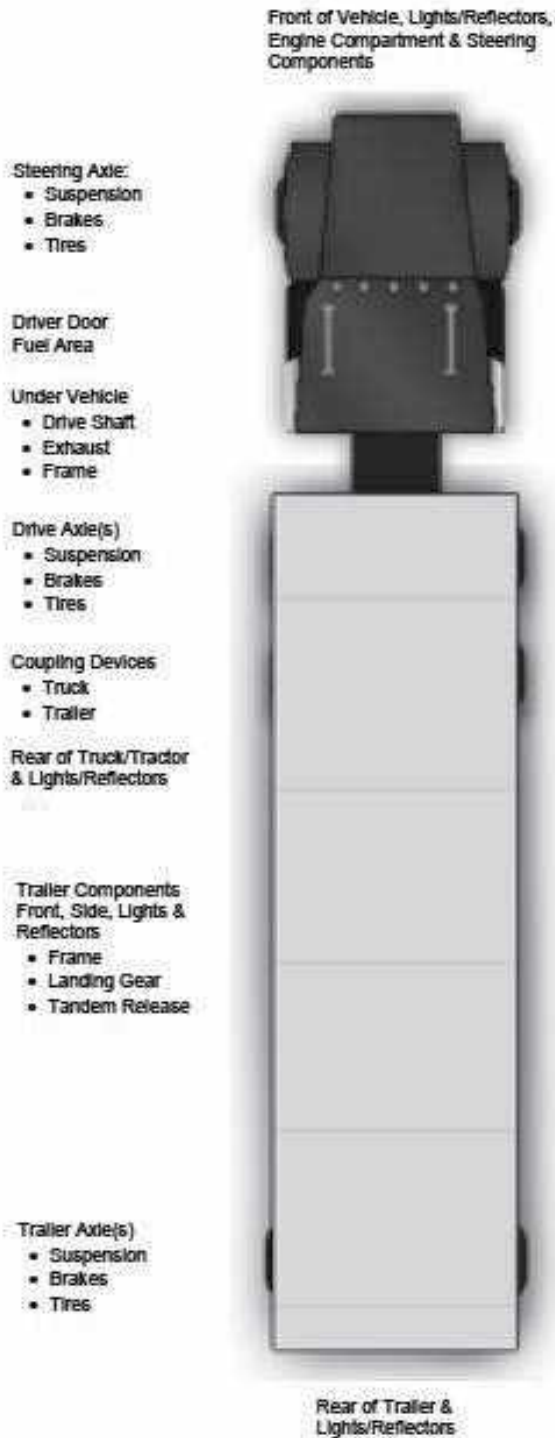 Front of Vehicle, Lights/Reflectors,
Engine Compartment & Steering
Components
Steering Axle:
• Suspension
• Brakes
• Tires
Driver Door
Fuel Area
Under Vehicle
• Drive Shaft
• Exhaust
• Frame
Drive Axle(s)
• Suspension
• Brakes
• Tires
Coupling Devices
• Truck
• Trailer
Rear of Truck/Tractor
& Lights/Reflectors
Trailer Components
Front, Side, Lights &
Reflectors
• Frame
• Landing Gear
• Tandem Release
Trailer Axle(s)
• Suspension
• Brakes
• Tires
Rear of Trailer &
Lights/Reflectors